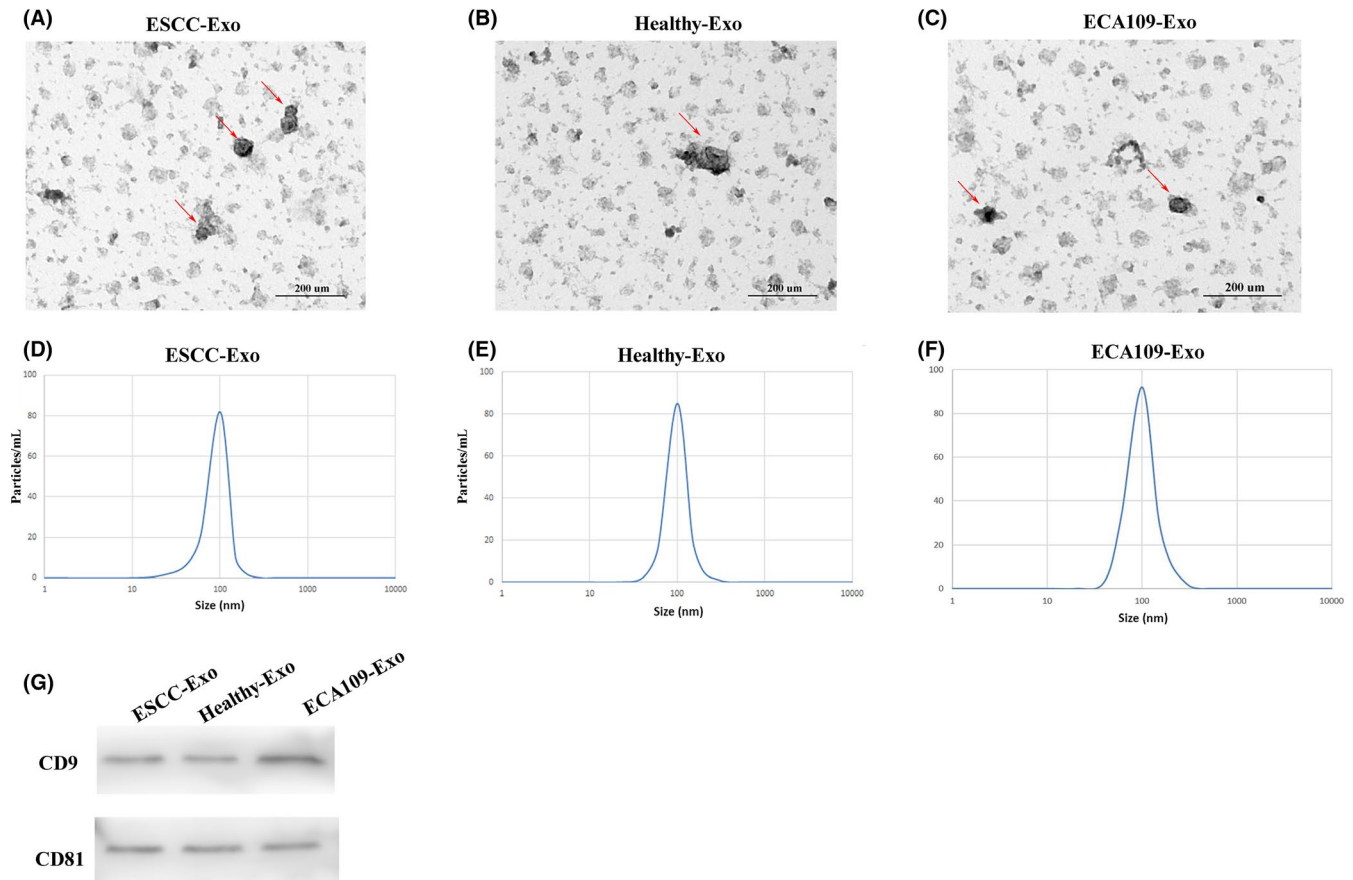 (A) ESCC-Exo
(B) Healthy-Exo
(C) ECA109-Exo
200 um
200 um
200 um
(D) ESCC-Exo
100
80
60
40
20
0
Particles/mL
1 10 100 1000 10000
Size (nm)
(E) Healthy-Exo
100
80
60
40
20
0
Particles/mL
1 10 100 1000 10000
Size (nm)
(F) ECA109-Exo
100
80
60
40
20
0
1 10 100 1000 10000
Size (nm)
(G)
ESCC-Exo
Healthy-Exo
ECA109-Exo
CD9
CD81